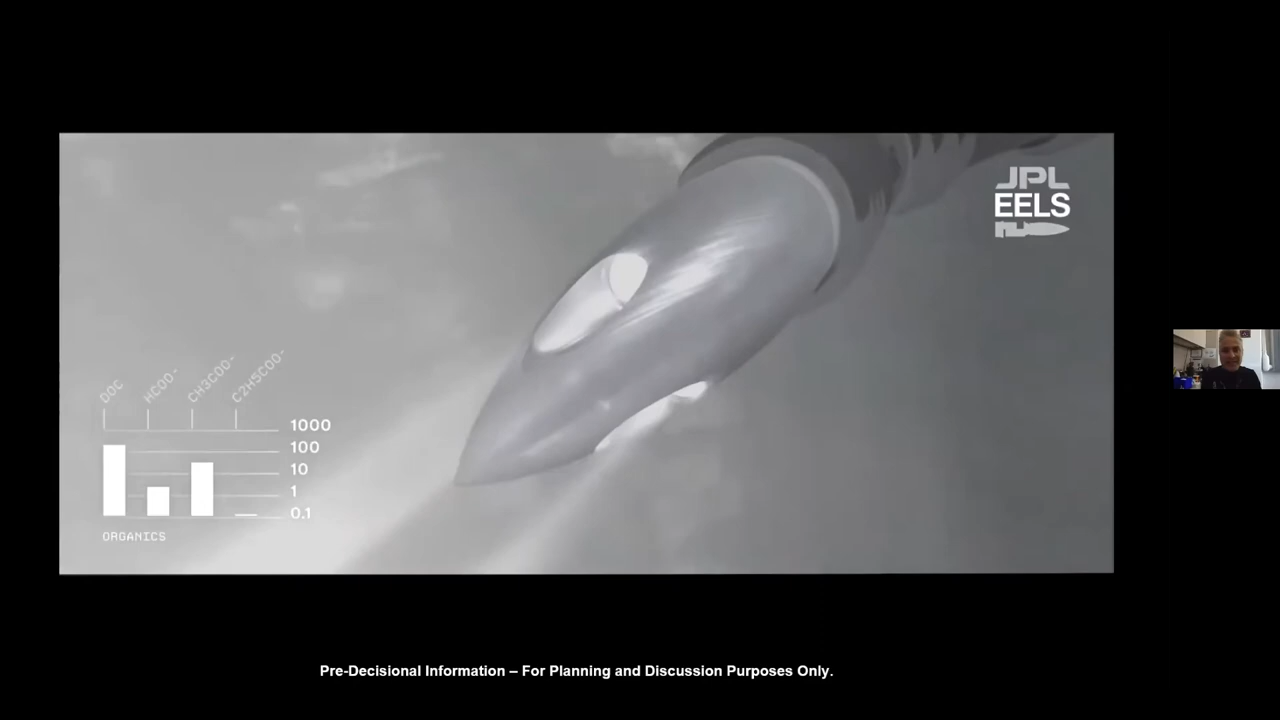 JPL
EELS
DOC
HCOO-
CH3COO-
C2H5COO-
1000
100
10
1
0.1
ORGANICS
Pre-Decisional Information – For Planning and Discussion Purposes Only.